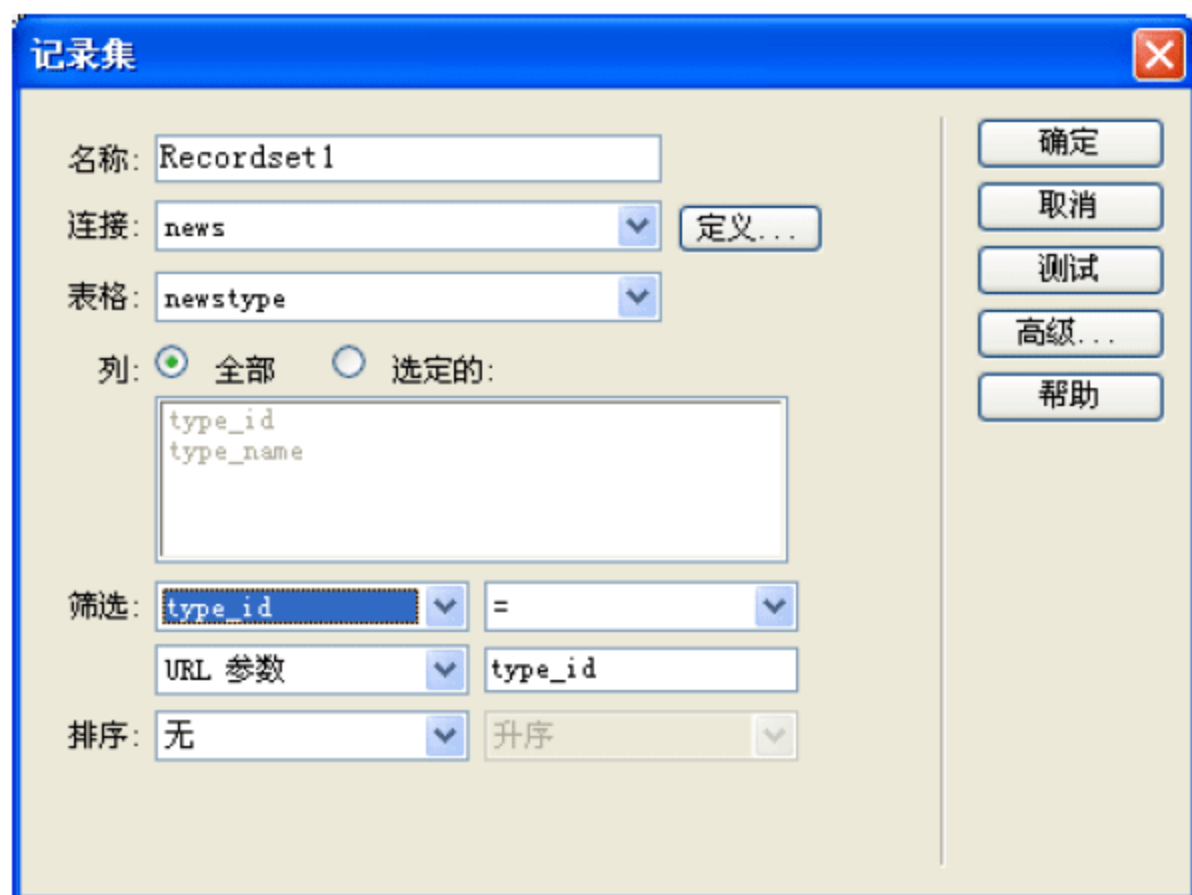 记录集
名称: Recordset1
连接: news 定义...
表格: newstype
列: 全部 选定的:
type_id
type_name
筛选: type_id =
URL 参数 type_id
排序: 无 升序
确定
取消
测试
高级...
帮助